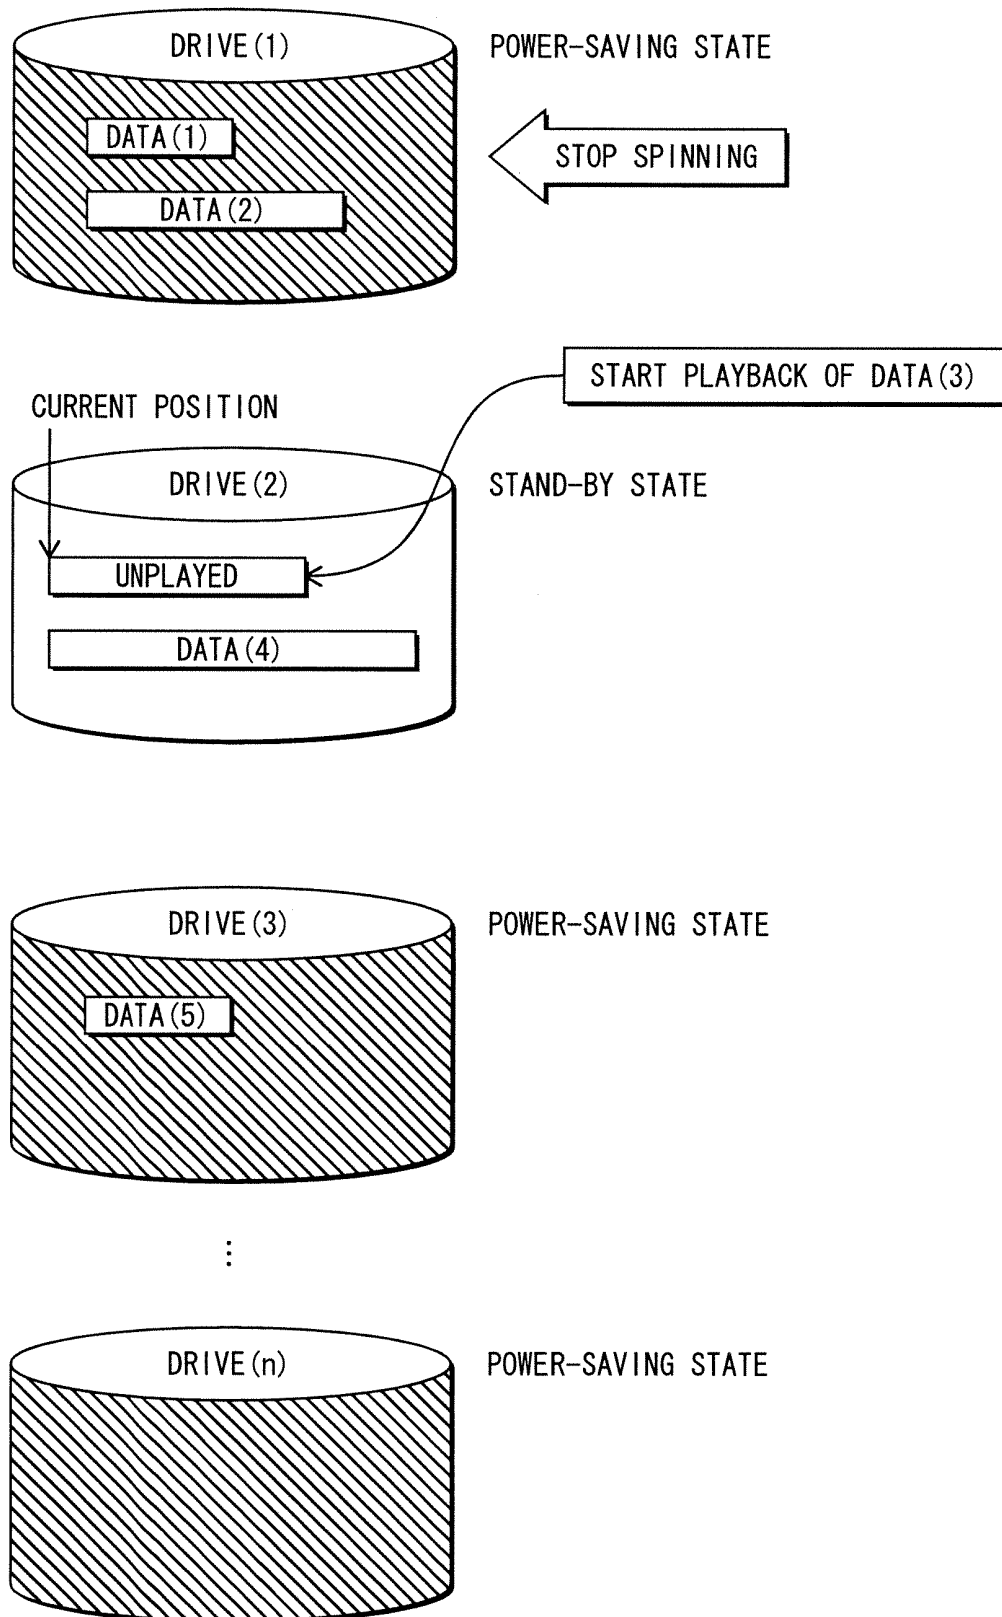 DRIVE(1)
POWER-SAVING STATE
DATA(1)
STOP SPINNING
DATA(2)
START PLAYBACK OF DATA(3)
CURRENT POSITION
DRIVE(2)
STAND-BY STATE
UNPLAYED
DATA(4)
DRIVE(3)
POWER-SAVING STATE
DATA(5)
⋮
DRIVE(n)
POWER-SAVING STATE